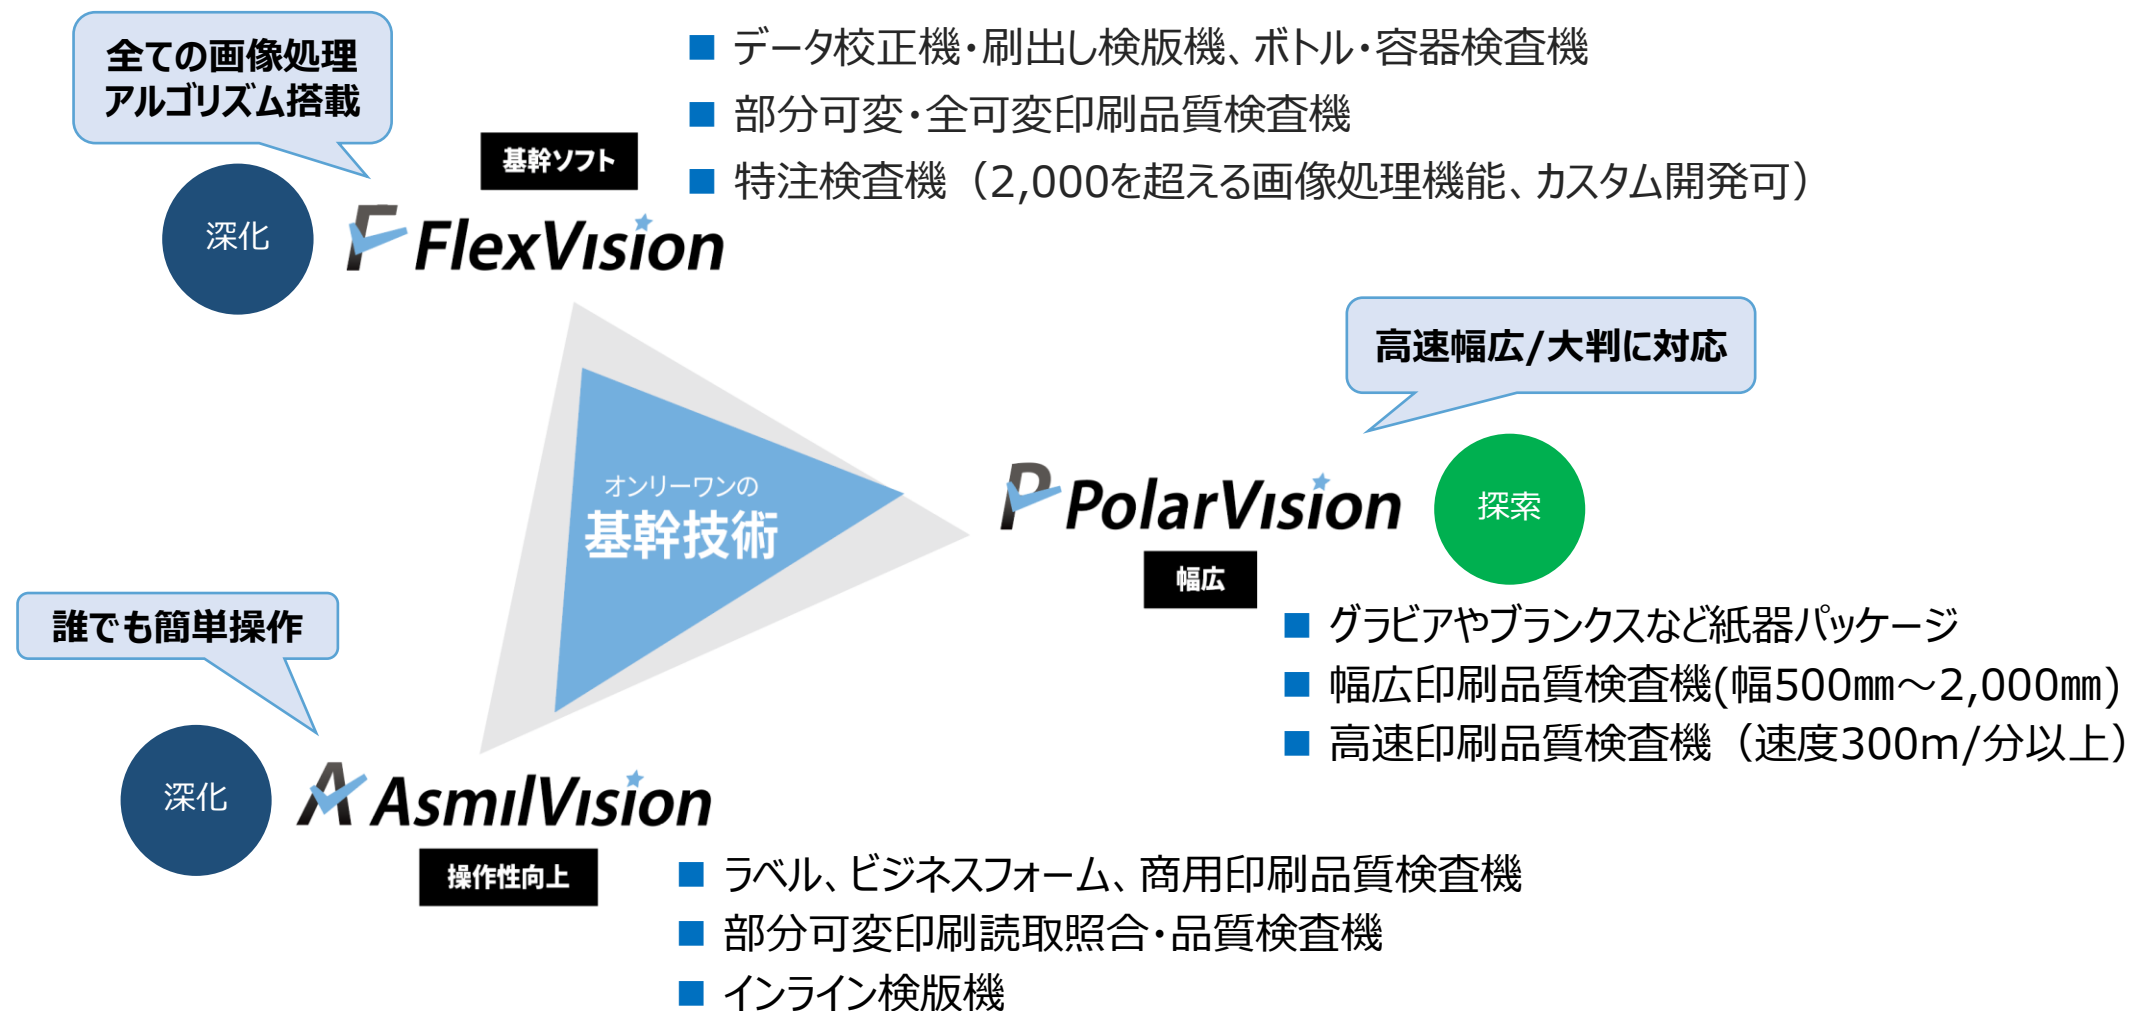 全ての画像処理
アルゴリズム搭載
■ データ校正機・刷出し検版機、ボトル・容器検査機
■ 部分可変・全可変印刷品質検査機
■ 特注検査機（2,000を超える画像処理機能、カスタム開発可）
基幹ソフト
深化
F FlexVision
高速幅広/大判に対応
オンリーワンの
基幹技術
P PolarVision
探索
幅広
■ グラビアやブランクスなど紙器パッケージ
■ 幅広印刷品質検査機(幅500㎜～2,000㎜)
■ 高速印刷品質検査機（速度300m/分以上）
誰でも簡単操作
深化
A AsmilVision
操作性向上
■ ラベル、ビジネスフォーム、商用印刷品質検査機
■ 部分可変印刷読取照合・品質検査機
■ インライン検版機